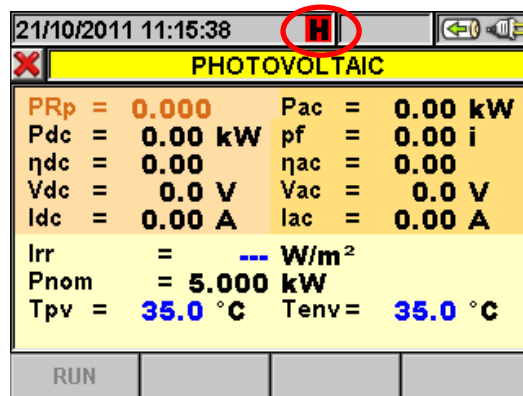 21/10/2011 11:15:38 H
PHOTOVOLTAIC
PRp = 0.000 Pac = 0.00 kW
Pdc = 0.00 kW pf = 0.00 i
ηdc = 0.00 ηac = 0.00
Vdc = 0.0 V Vac = 0.0 V
Idc = 0.00 A Iac = 0.00 A
Irr = --- W/m²
Pnom = 5.000 kW
Tpv = 35.0 °C Tenv = 35.0 °C
RUN